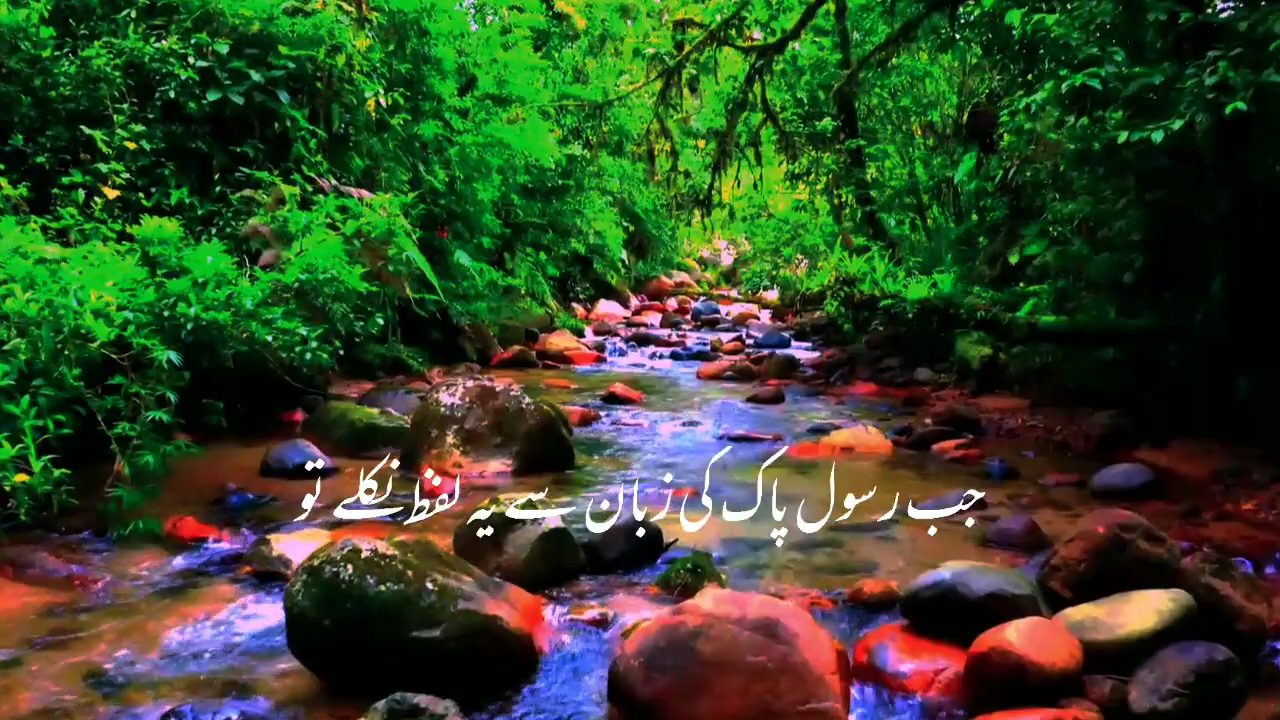 جب رسول پاک کی زبان سے یہ لفظ نکلے تو